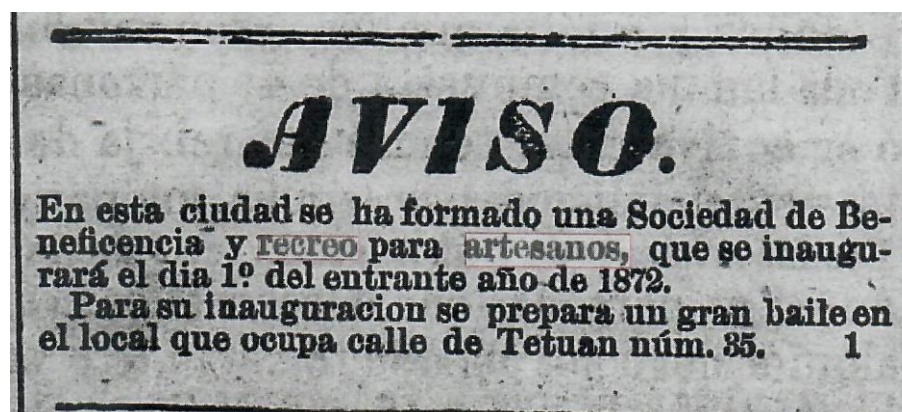 AVISO.
En esta ciudad se ha formado una Sociedad de Be-
neficencia y recreo para artesanos, que se inaugu-
rará el dia 1º. del entrante año de 1872.
Para su inauguracion se prepara un gran baile en
el local que ocupa calle de Tetuan núm. 35. 1